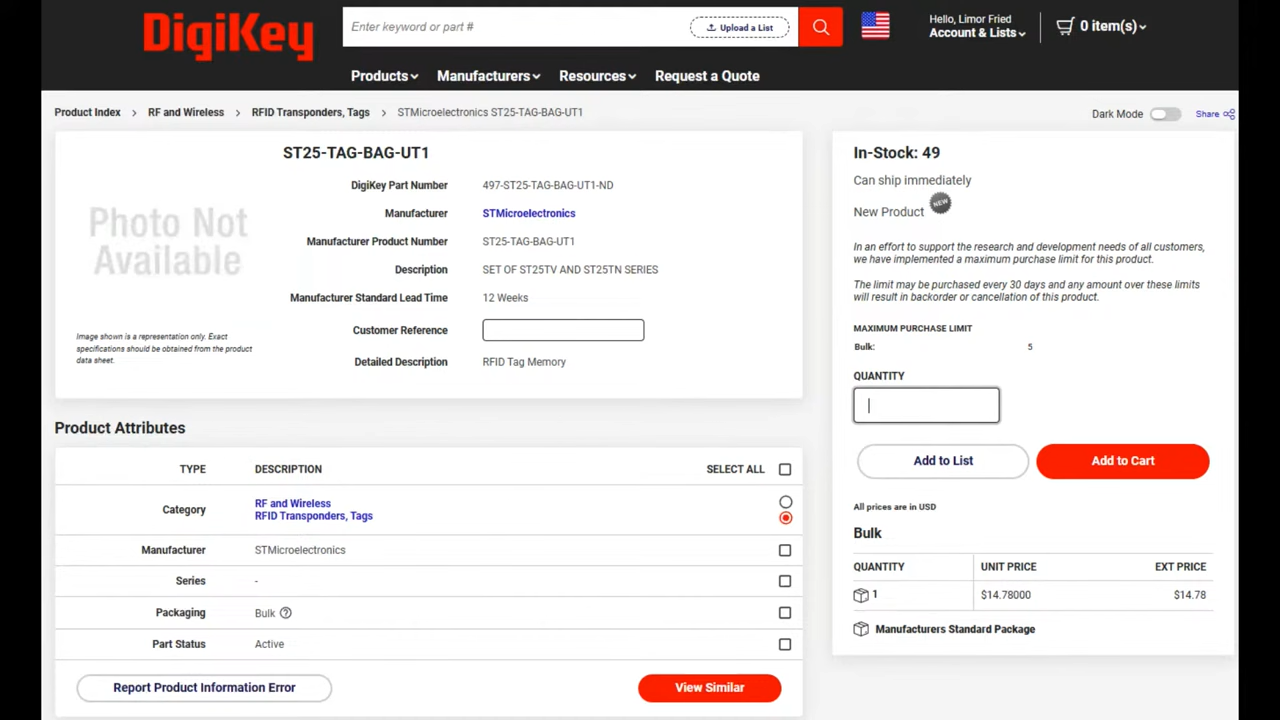 DigiKey
Enter keyword or part #
Upload a List
Hello, Limor Fried
Account & Lists
0 item(s)
Products
Manufacturers
Resources
Request a Quote
Product Index > RF and Wireless > RFID Transponders, Tags > STMicroelectronics ST25-TAG-BAG-UT1
Dark Mode
Share
Photo Not
Available
Image shown is a representation only. Exact
specifications should be obtained from the product
data sheet.
ST25-TAG-BAG-UT1
DigiKey Part Number 497-ST25-TAG-BAG-UT1-ND
Manufacturer STMicroelectronics
Manufacturer Product Number ST25-TAG-BAG-UT1
Description SET OF ST25TV AND ST25TN SERIES
Manufacturer Standard Lead Time 12 Weeks
Customer Reference
Detailed Description RFID Tag Memory
In-Stock: 49
Can ship immediately
New Product NEW
In an effort to support the research and development needs of all customers,
we have implemented a maximum purchase limit for this product.
The limit may be purchased every 30 days and any amount over these limits
will result in backorder or cancellation of this product.
MAXIMUM PURCHASE LIMIT
Bulk: 5
QUANTITY
Add to List
Add to Cart
All prices are in USD
Bulk
QUANTITY UNIT PRICE EXT PRICE
1 $14.78000 $14.78
Manufacturers Standard Package
Product Attributes
TYPE DESCRIPTION SELECT ALL
Category RF and Wireless
RFID Transponders, Tags
Manufacturer STMicroelectronics
Series -
Packaging Bulk ?
Part Status Active
Report Product Information Error
View Similar